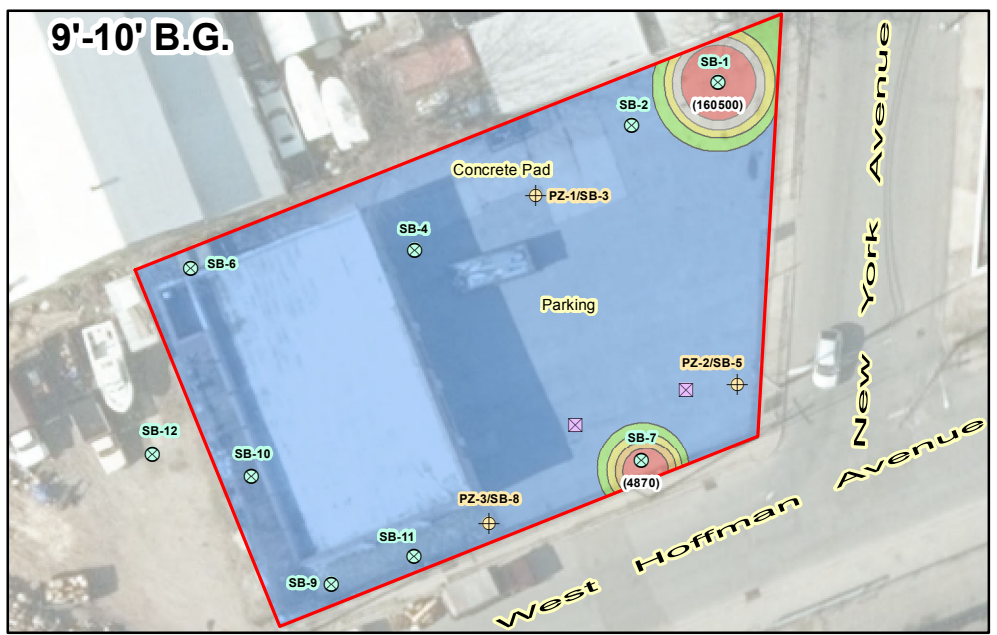 9'-10' B.G.
SB-1
(160500)
SB-2
Concrete Pad
PZ-1/SB-3
SB-4
SB-6
Parking
PZ-2/SB-5
SB-12
SB-10
SB-7
(4870)
PZ-3/SB-8
SB-11
SB-9
New York Avenue
West Hoffman Avenue